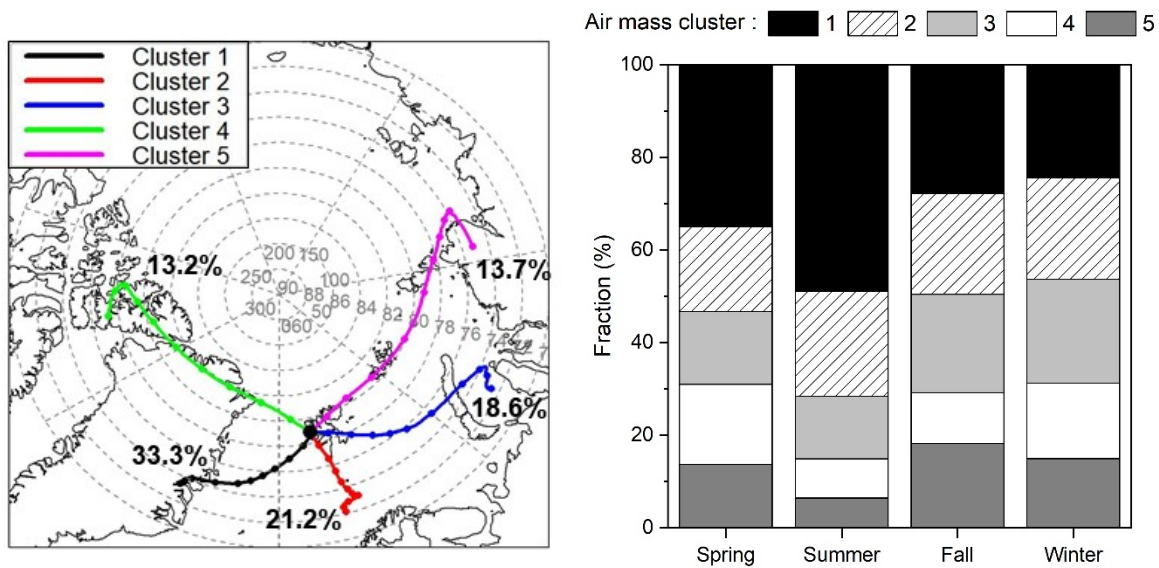 Cluster 1
Cluster 2
Cluster 3
Cluster 4
Cluster 5
200 150
250 90 100
300 88 86 84 82 80 78 76 74
360 50
13.2%
13.7%
18.6%
33.3%
21.2%
Air mass cluster : 1 2 3 4 5
Fraction (%)
100
80
60
40
20
0
Spring Summer Fall Winter